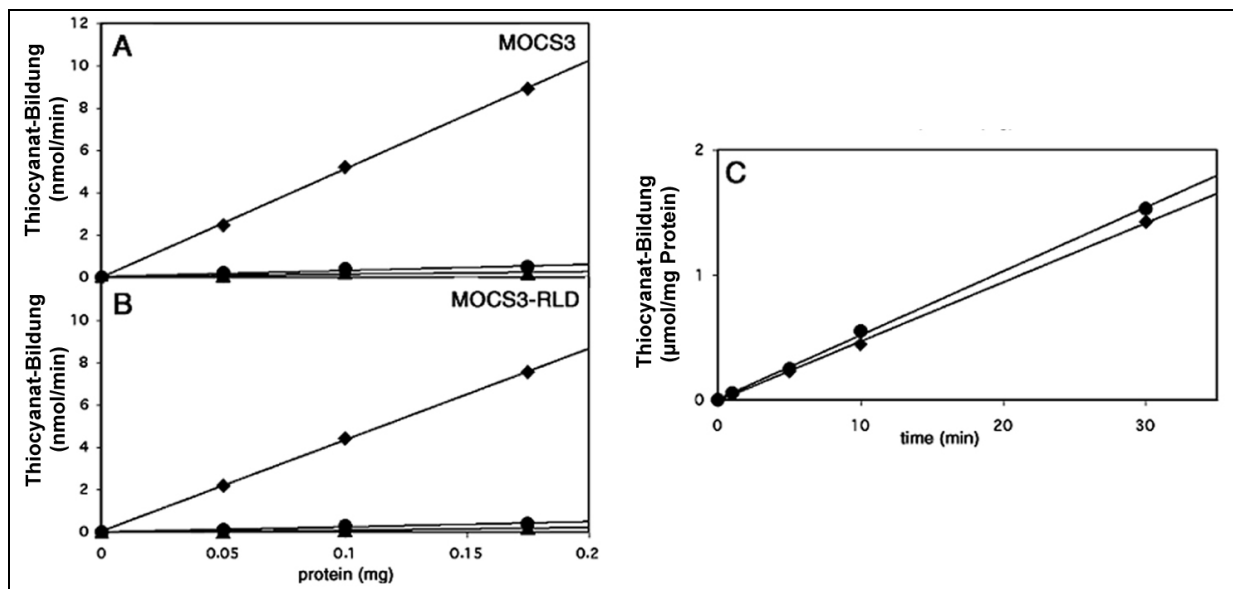 A
MOCS3
Thiocyanat-Bildung
(nmol/min)
12
10
8
6
4
2
0
B
MOCS3-RLD
Thiocyanat-Bildung
(nmol/min)
10
8
6
4
2
0
0
0.05
0.1
0.15
0.2
protein (mg)
C
Thiocyanat-Bildung
(µmol/mg Protein)
2
1
0
0
10
20
30
time (min)